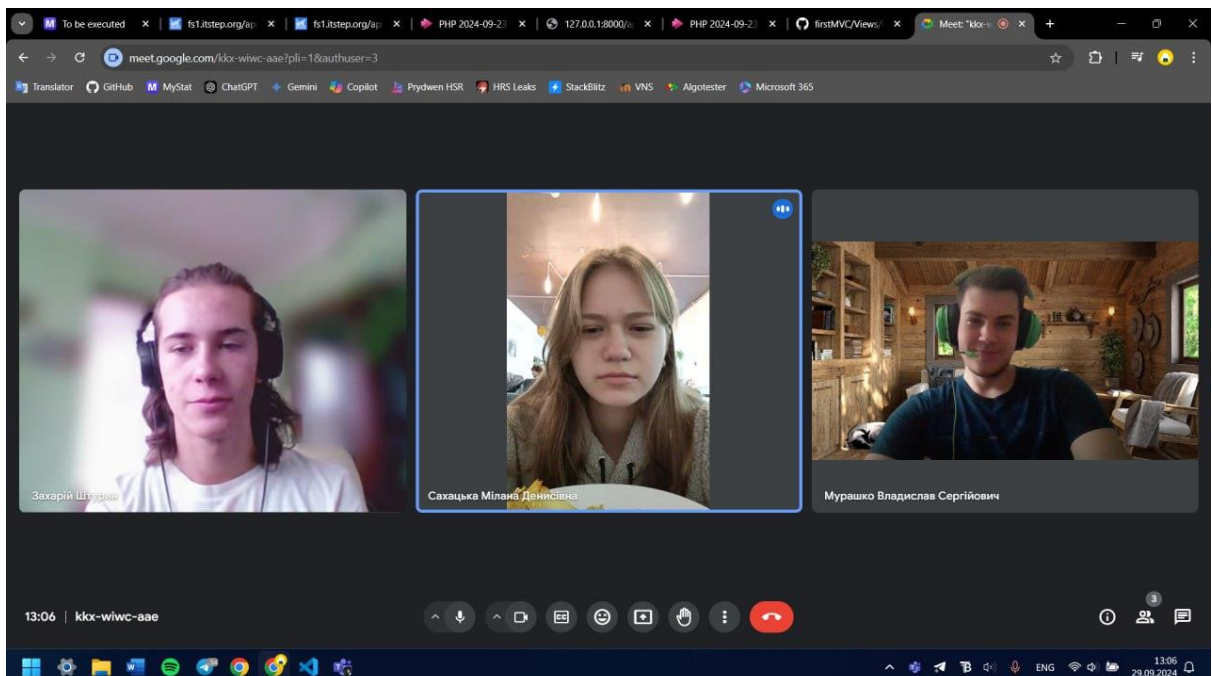 To be executed
fs1.itstep.org/ap
fs1.itstep.org/ap
PHP 2024-09-23
127.0.0.1:8000/a
PHP 2024-09-2
firstMVC/Views/
Meet: "kkx-w
meet.google.com/kkx-wiwc-aae?pli=1&authuser=3
Translator
GitHub
MyStat
ChatGPT
Gemini
Copilot
Prydwen HSR
HRS Leaks
StackBlitz
VNS
Algotester
Microsoft 365
Захарій
Сахацька Мілана Денисівна
Мурашко Владислав Сергійович
13:06 | kkx-wiwc-aae
CC
3
ENG
13:06
29.09.2024